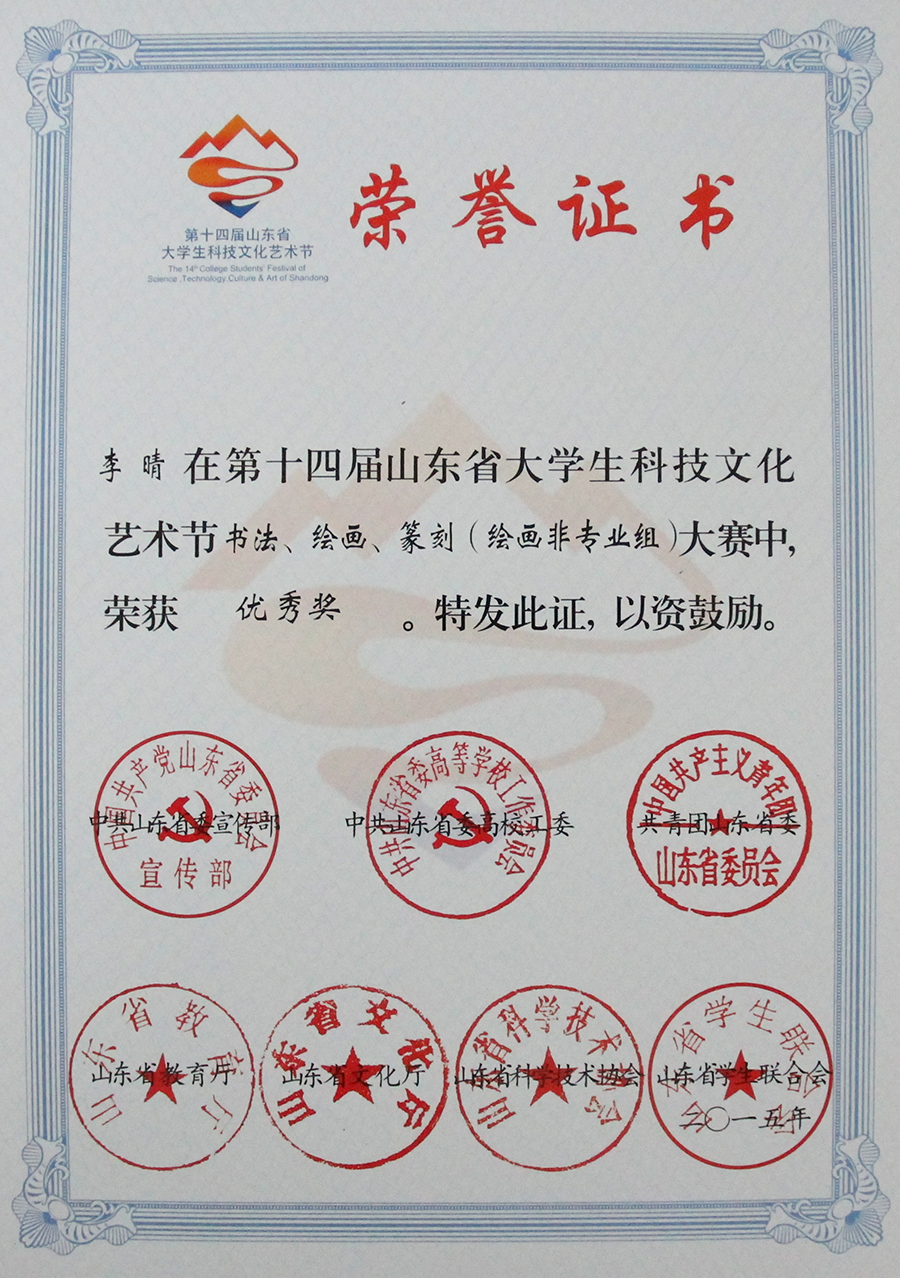 第十四届山东省
大学生科技文化艺术节
The 14th College Students' Festival of
Science ,Technology,Culture & Art of Shandong
荣誉证书
李晴在第十四届山东省大学生科技文化
艺术节书法、绘画、篆刻（绘画非专业组）大赛中，
荣获 优秀奖 。特发此证，以资鼓励。
中国共产党山东省委员会
宣传部
中共山东省委宣传部
中共山东省委高等学校工作委员会
中共山东省委高校工委
中国共产主义青年团
山东省委员会
共青团山东省委
山东省教育厅
山东省教育厅
山东省文化厅
山东省文化厅
山东省科学技术协会
山东省科学技术协会
山东省学生联合会
山东省学生联合会
二〇一五年